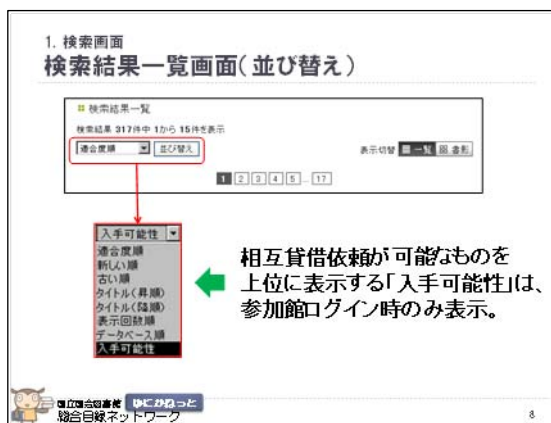 1. 検索画面
検索結果一覧画面(並び替え)
検索結果一覧
検索結果 317件中 1から 15件を表示
適合度順 並び替え
表示切替 一覧 書影
1 2 3 4 5 ... 17
入手可能性
適合度順
新しい順
古い順
タイトル(昇順)
タイトル(降順)
表示回数順
データベース順
入手可能性
相互貸借依頼が可能なものを
上位に表示する「入手可能性」は、
参加館ログイン時のみ表示。
国立国会図書館 ゆにかねっと
総合目録ネットワーク
8